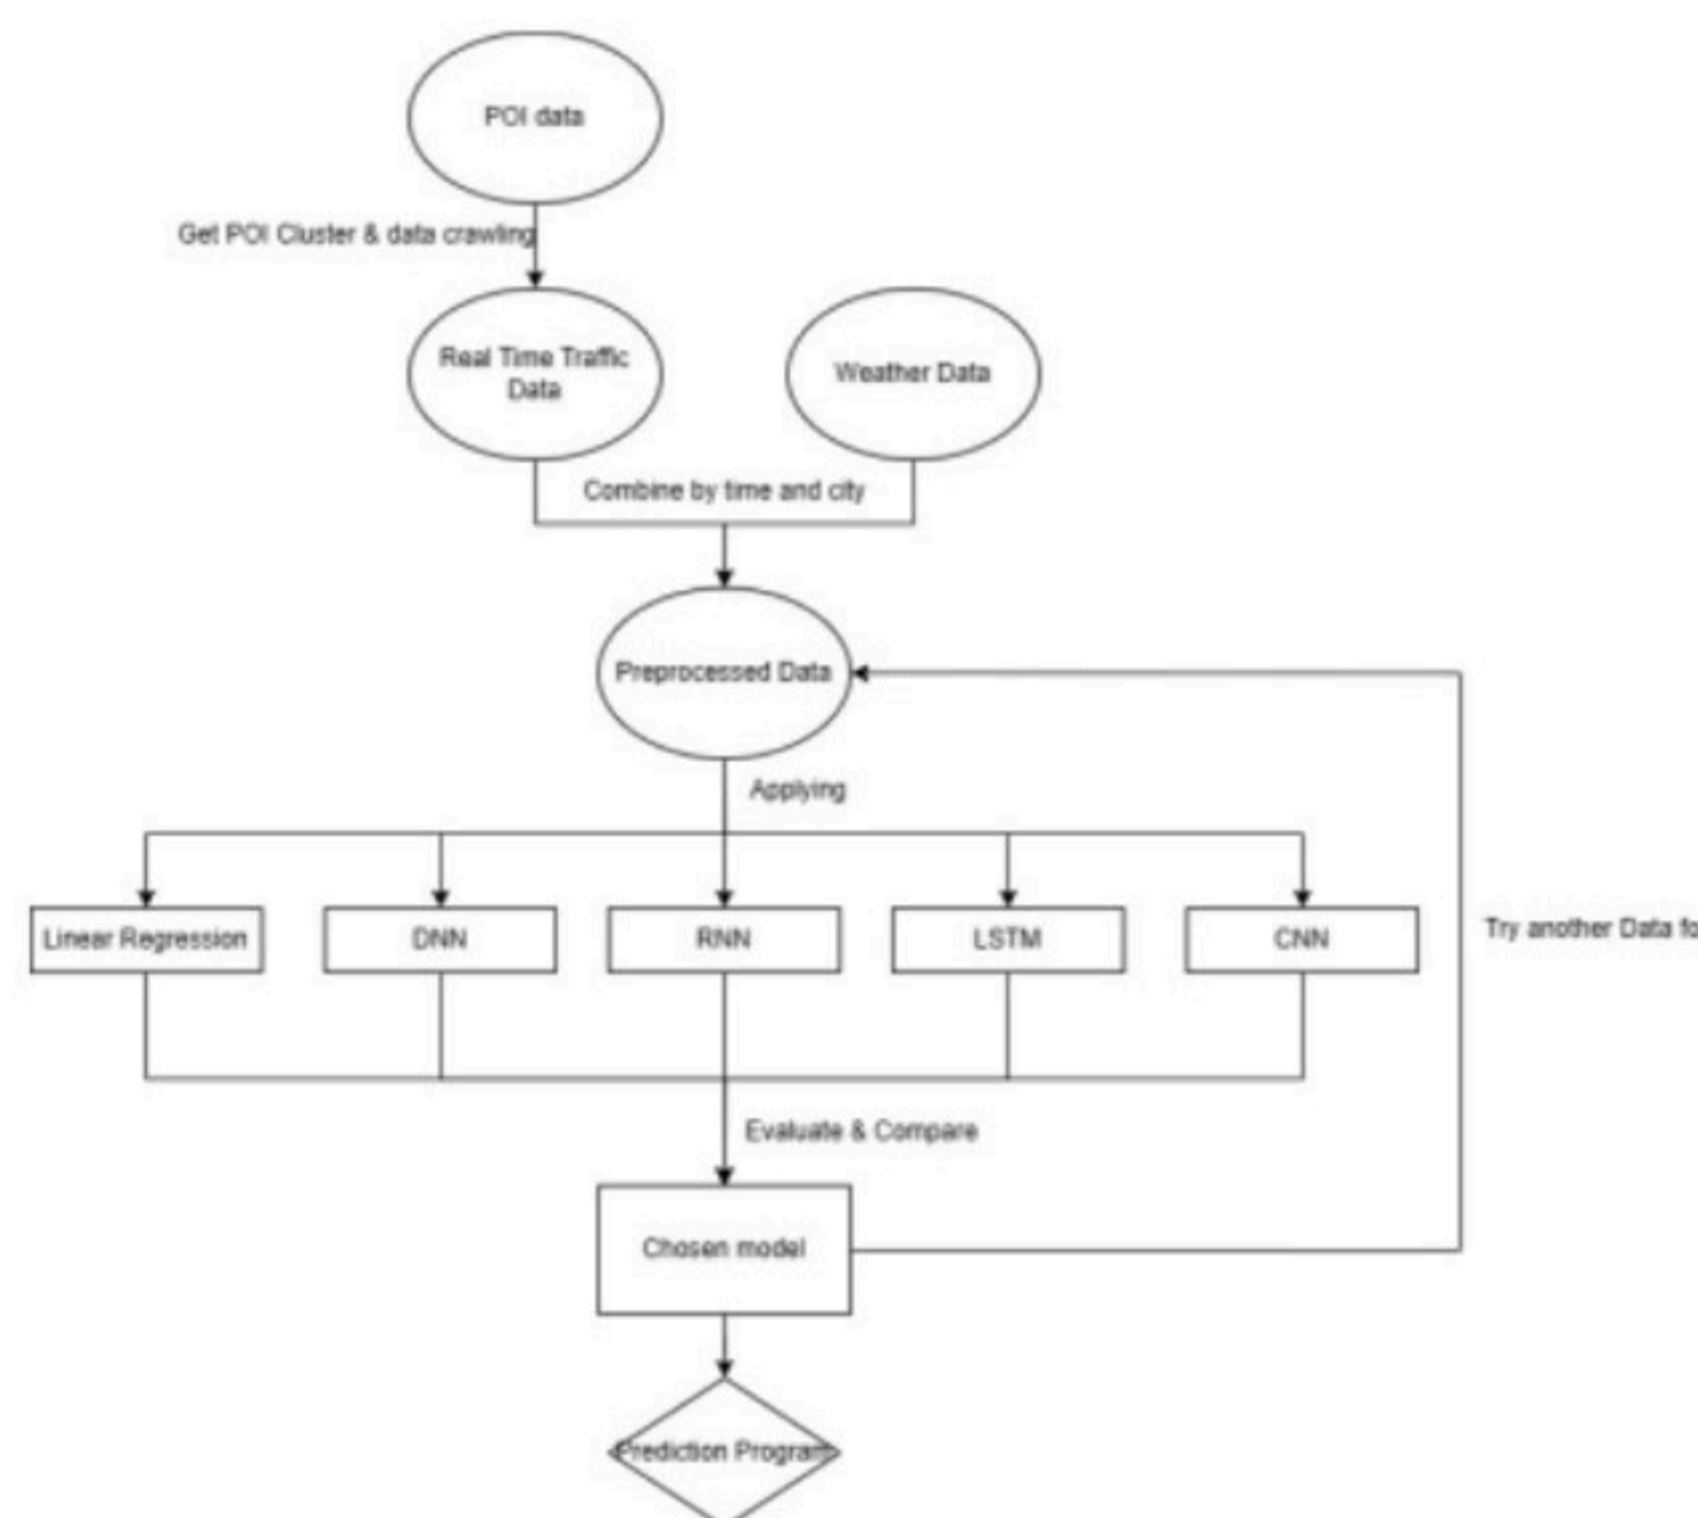 POI data
Get POI Cluster & data crawling
Real Time Traffic
Data
Weather Data
Combine by time and city
Preprocessed Data
Applying
Linear Regression
DNN
RNN
LSTM
CNN
Try another Data
Evaluate & Compare
Chosen model
Prediction Program